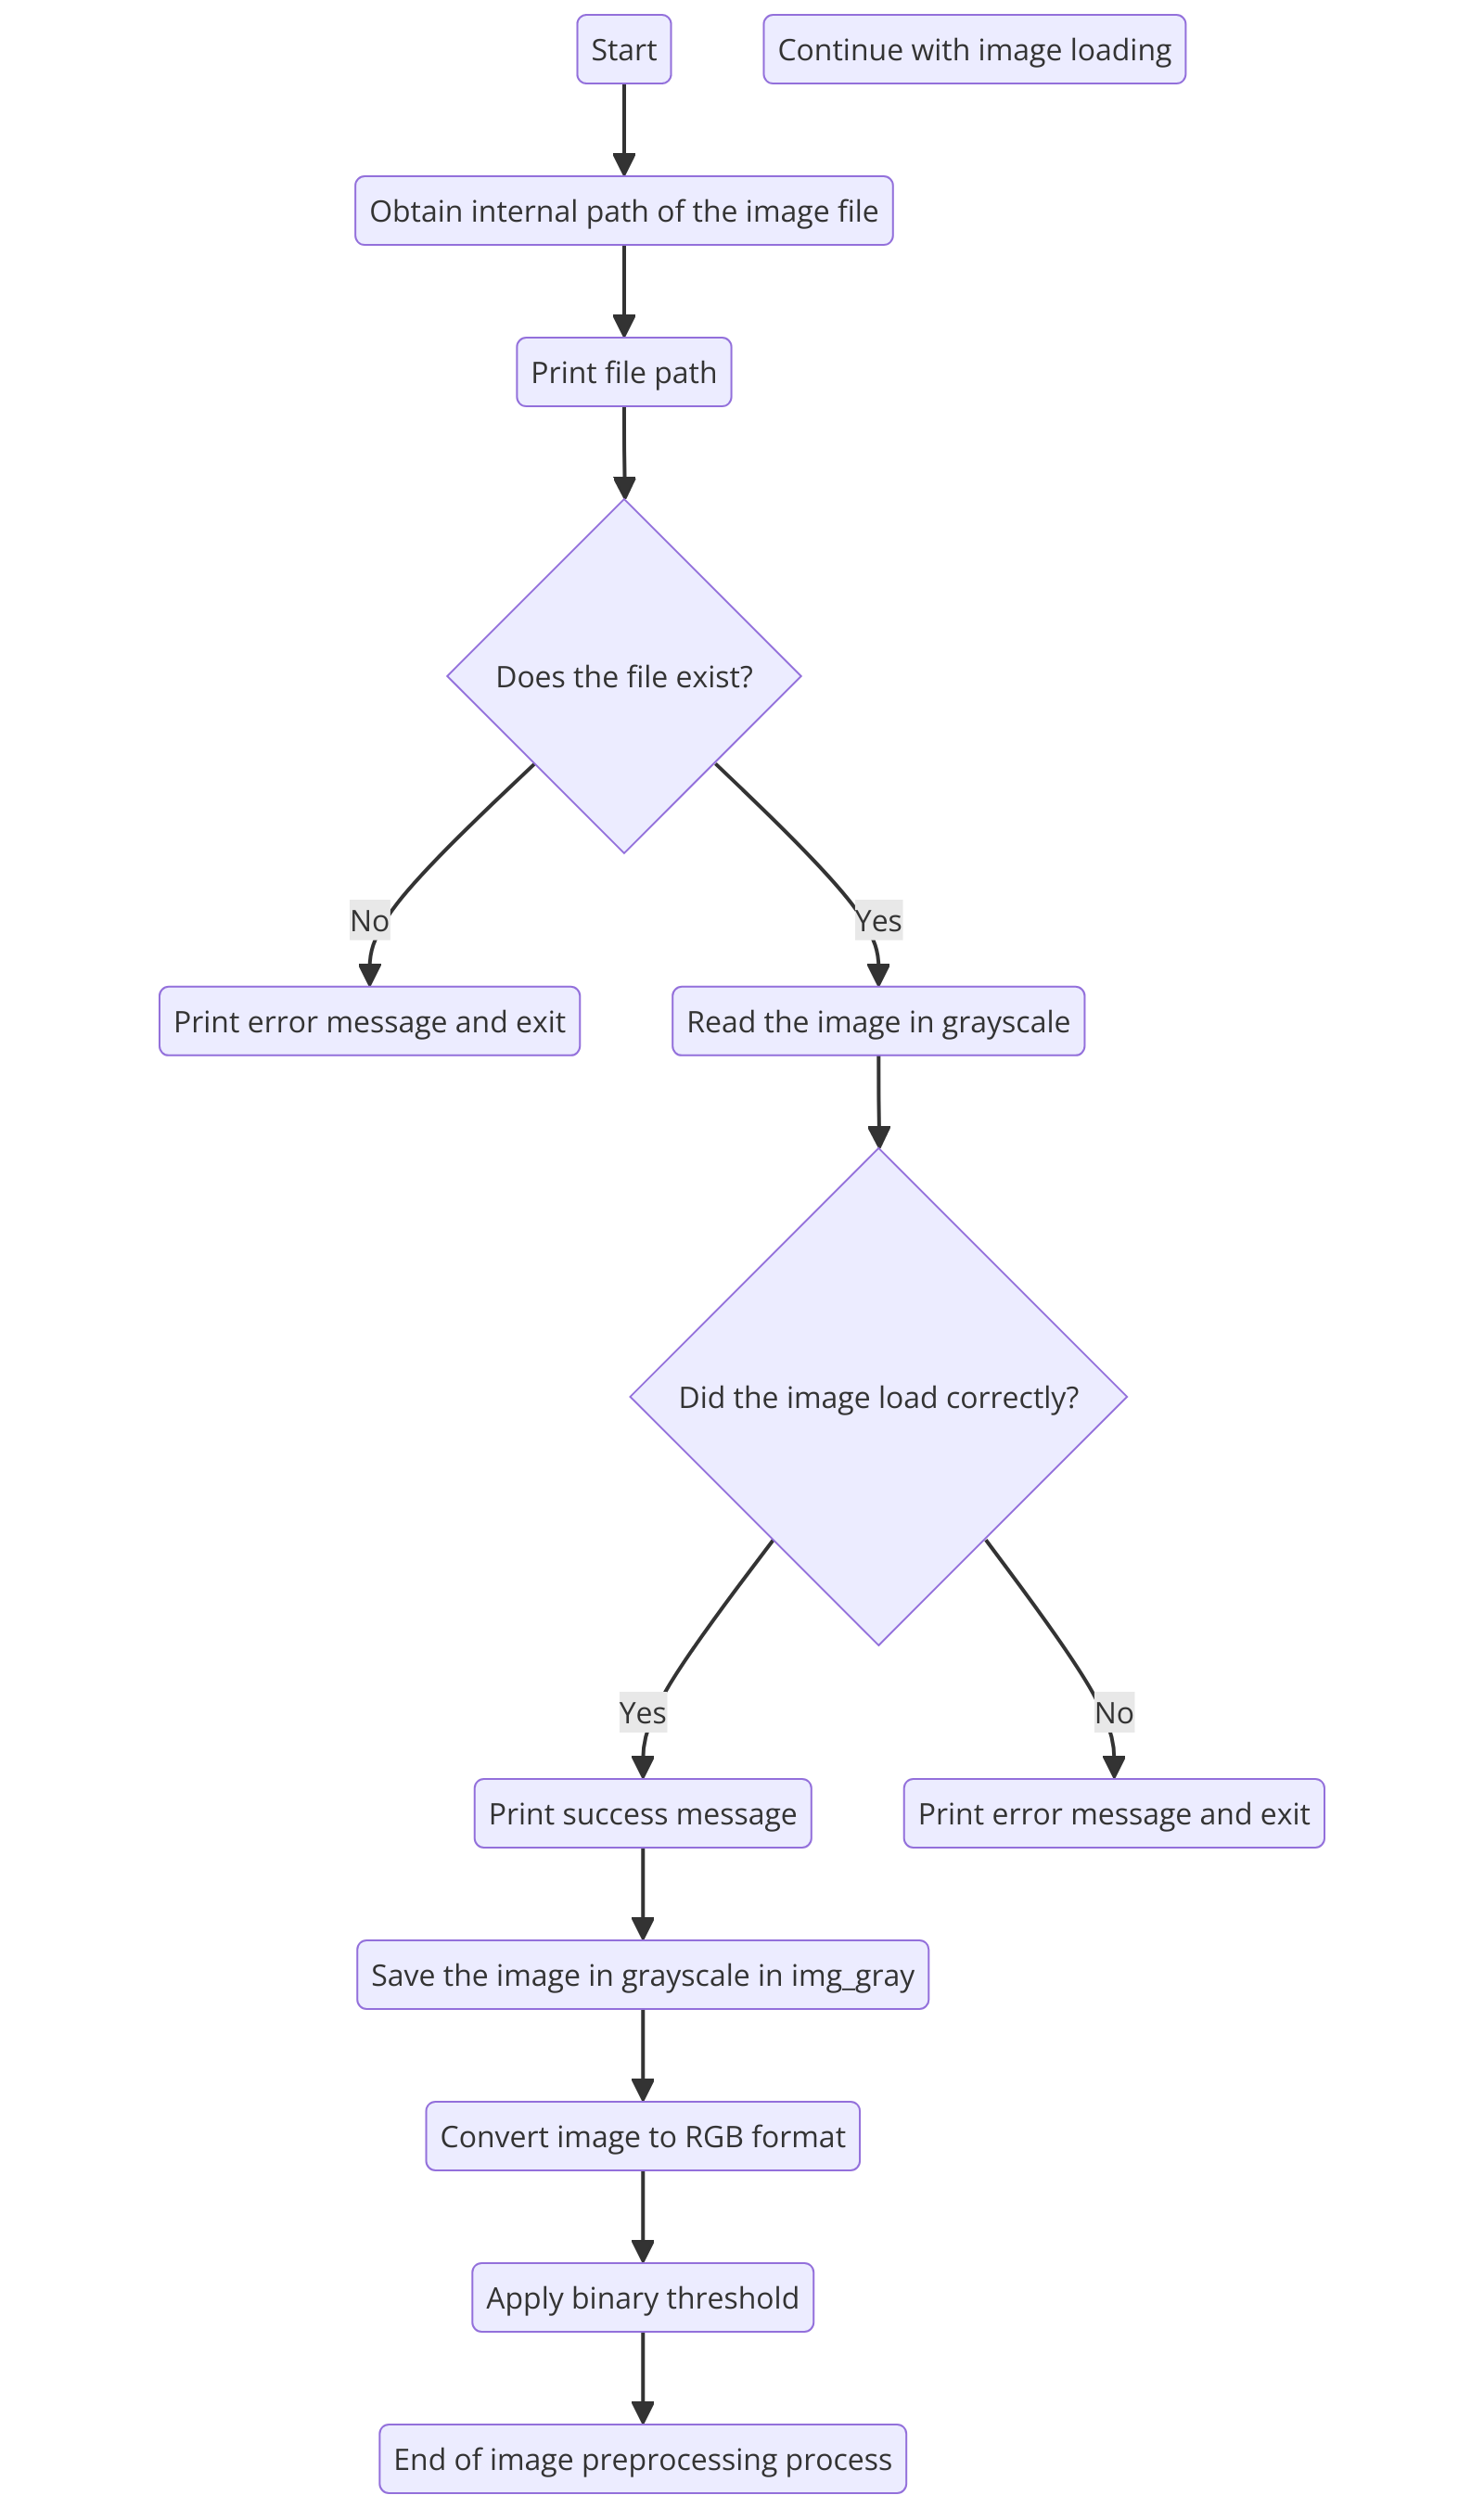 Start
Continue with image loading
Obtain internal path of the image file
Print file path
Does the file exist?
No
Yes
Print error message and exit
Read the image in grayscale
Did the image load correctly?
Yes
No
Print success message
Print error message and exit
Save the image in grayscale in img_gray
Convert image to RGB format
Apply binary threshold
End of image preprocessing process